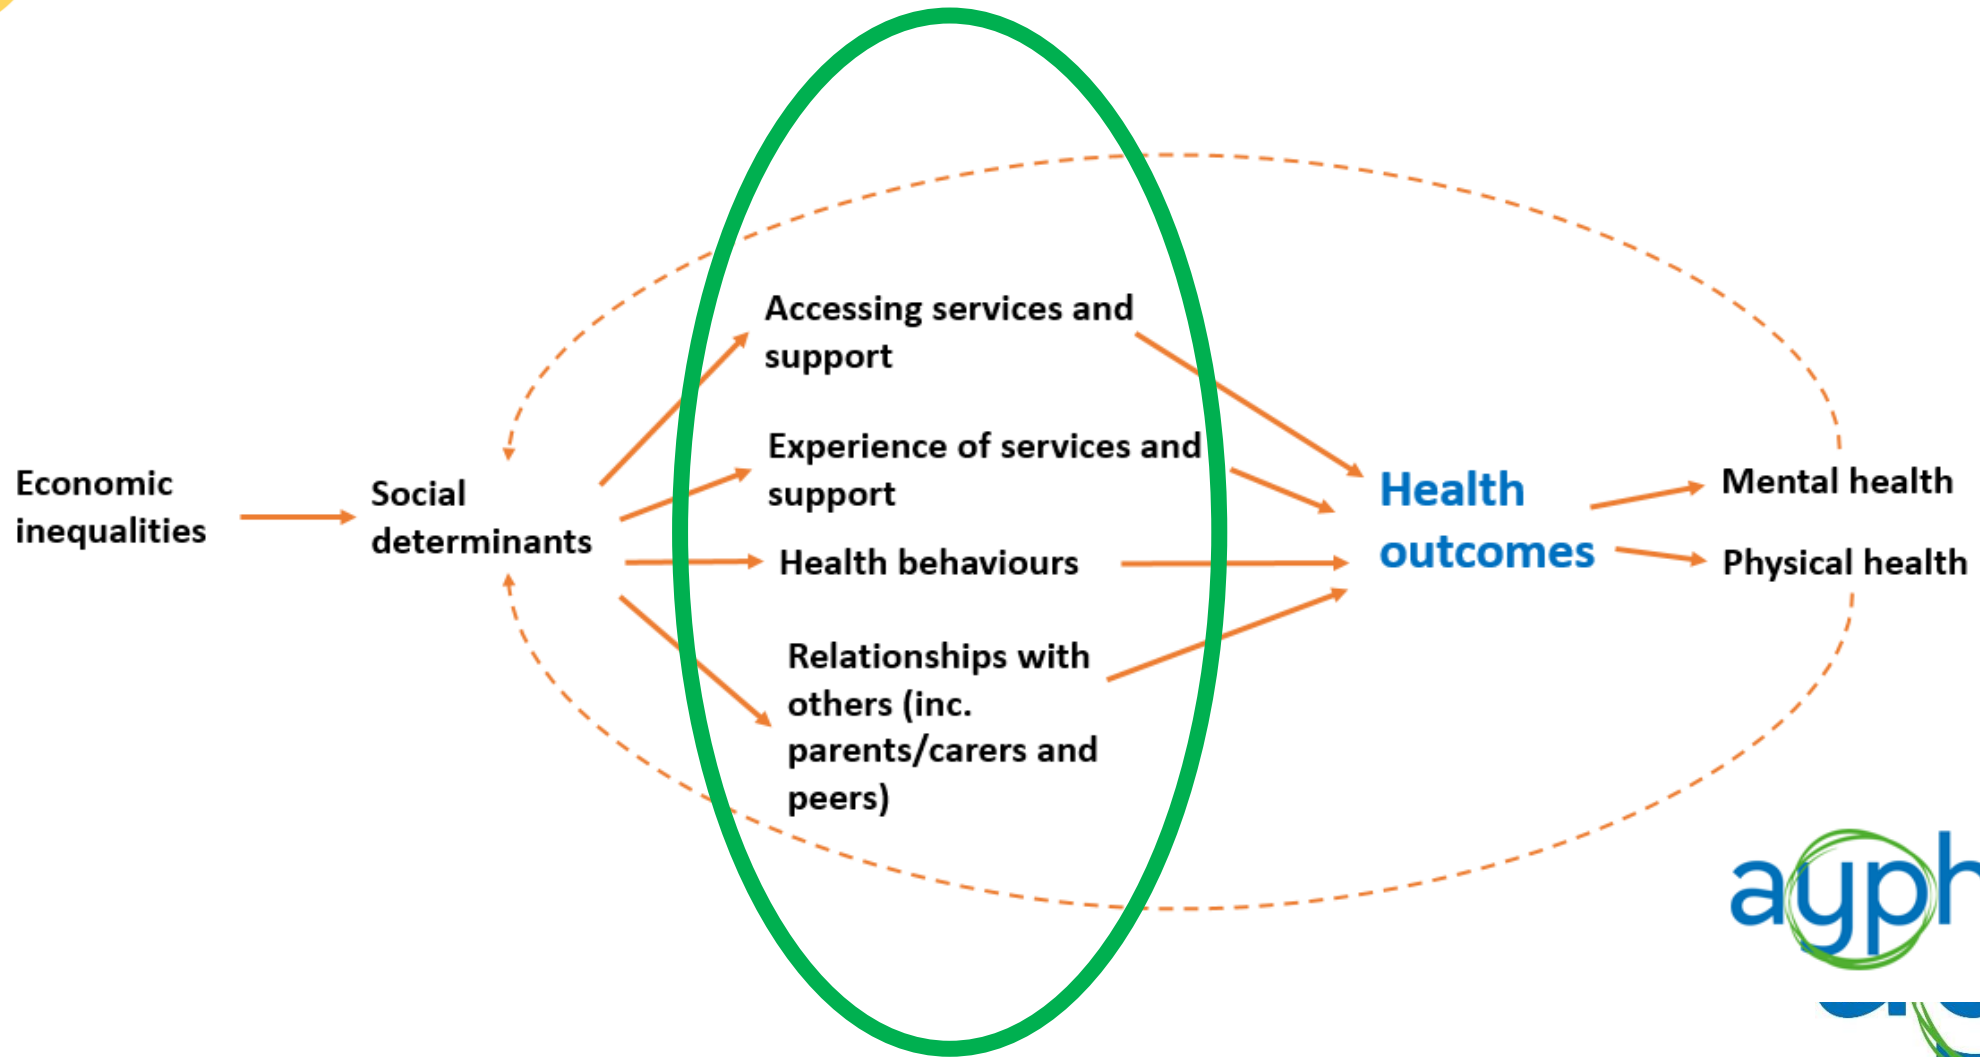 Economic
inequalities
Social
determinants
Accessing services and
support
Experience of services and
support
Health behaviours
Relationships with
others (inc.
parents/carers and
peers)
Health
outcomes
Mental health
Physical health
ayph